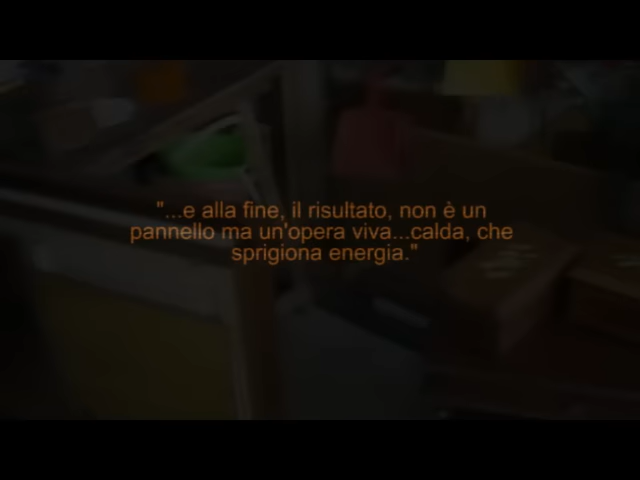 "...e alla fine, il risultato, non è un
pannello ma un'opera viva...calda, che
sprigiona energia."